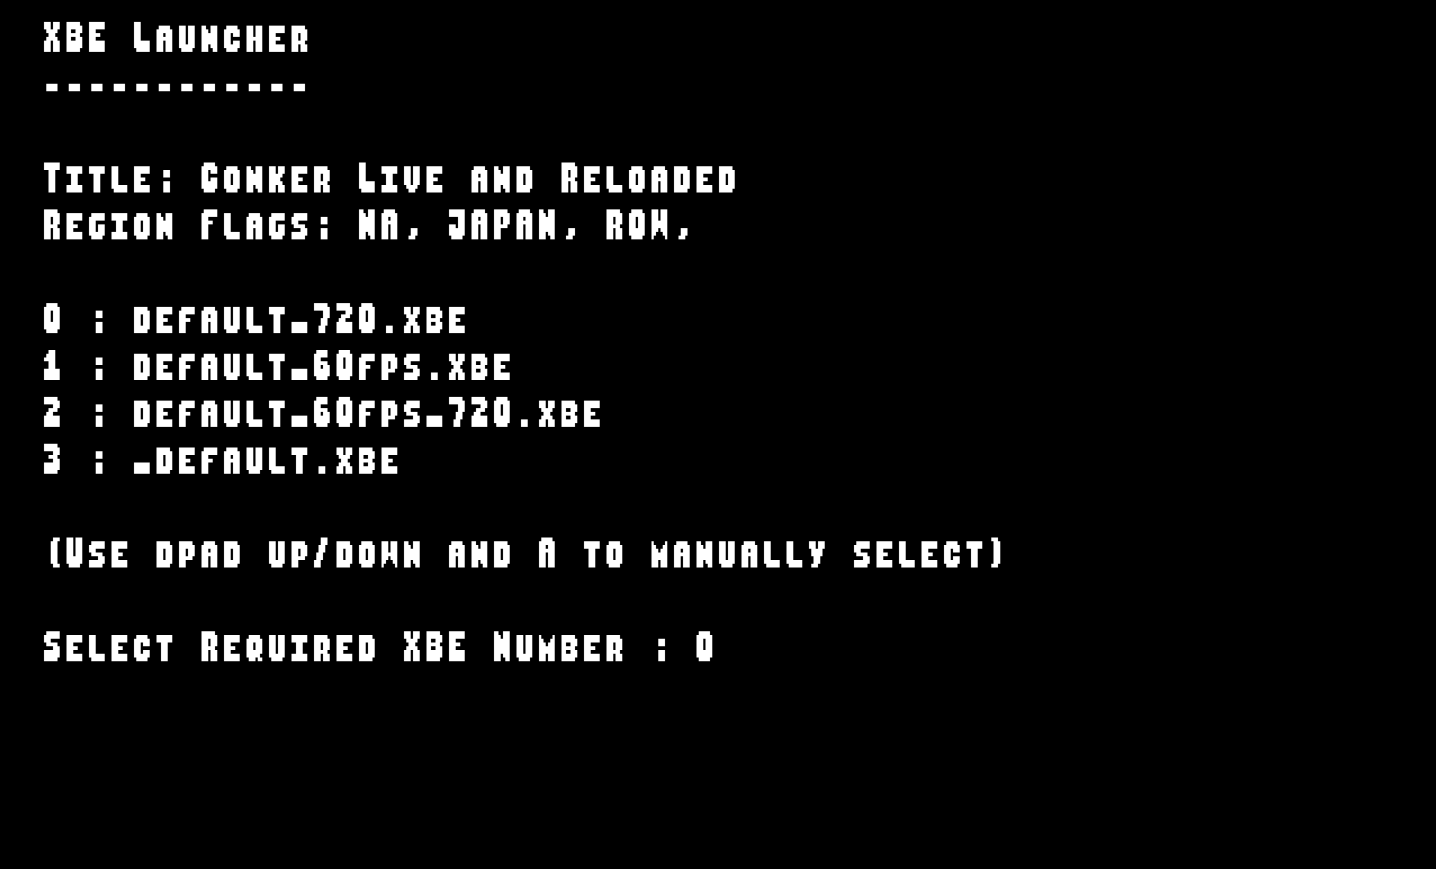 XBE Launcher
------------
Title: Conker Live and Reloaded
Region Flags: NA, JAPAN, ROW,
0 : default_720.xbe
1 : default_60fps.xbe
2 : default_60fps_720.xbe
3 : _default.xbe
(Use dpad up/down and A to manually select)
Select Required XBE Number : 0